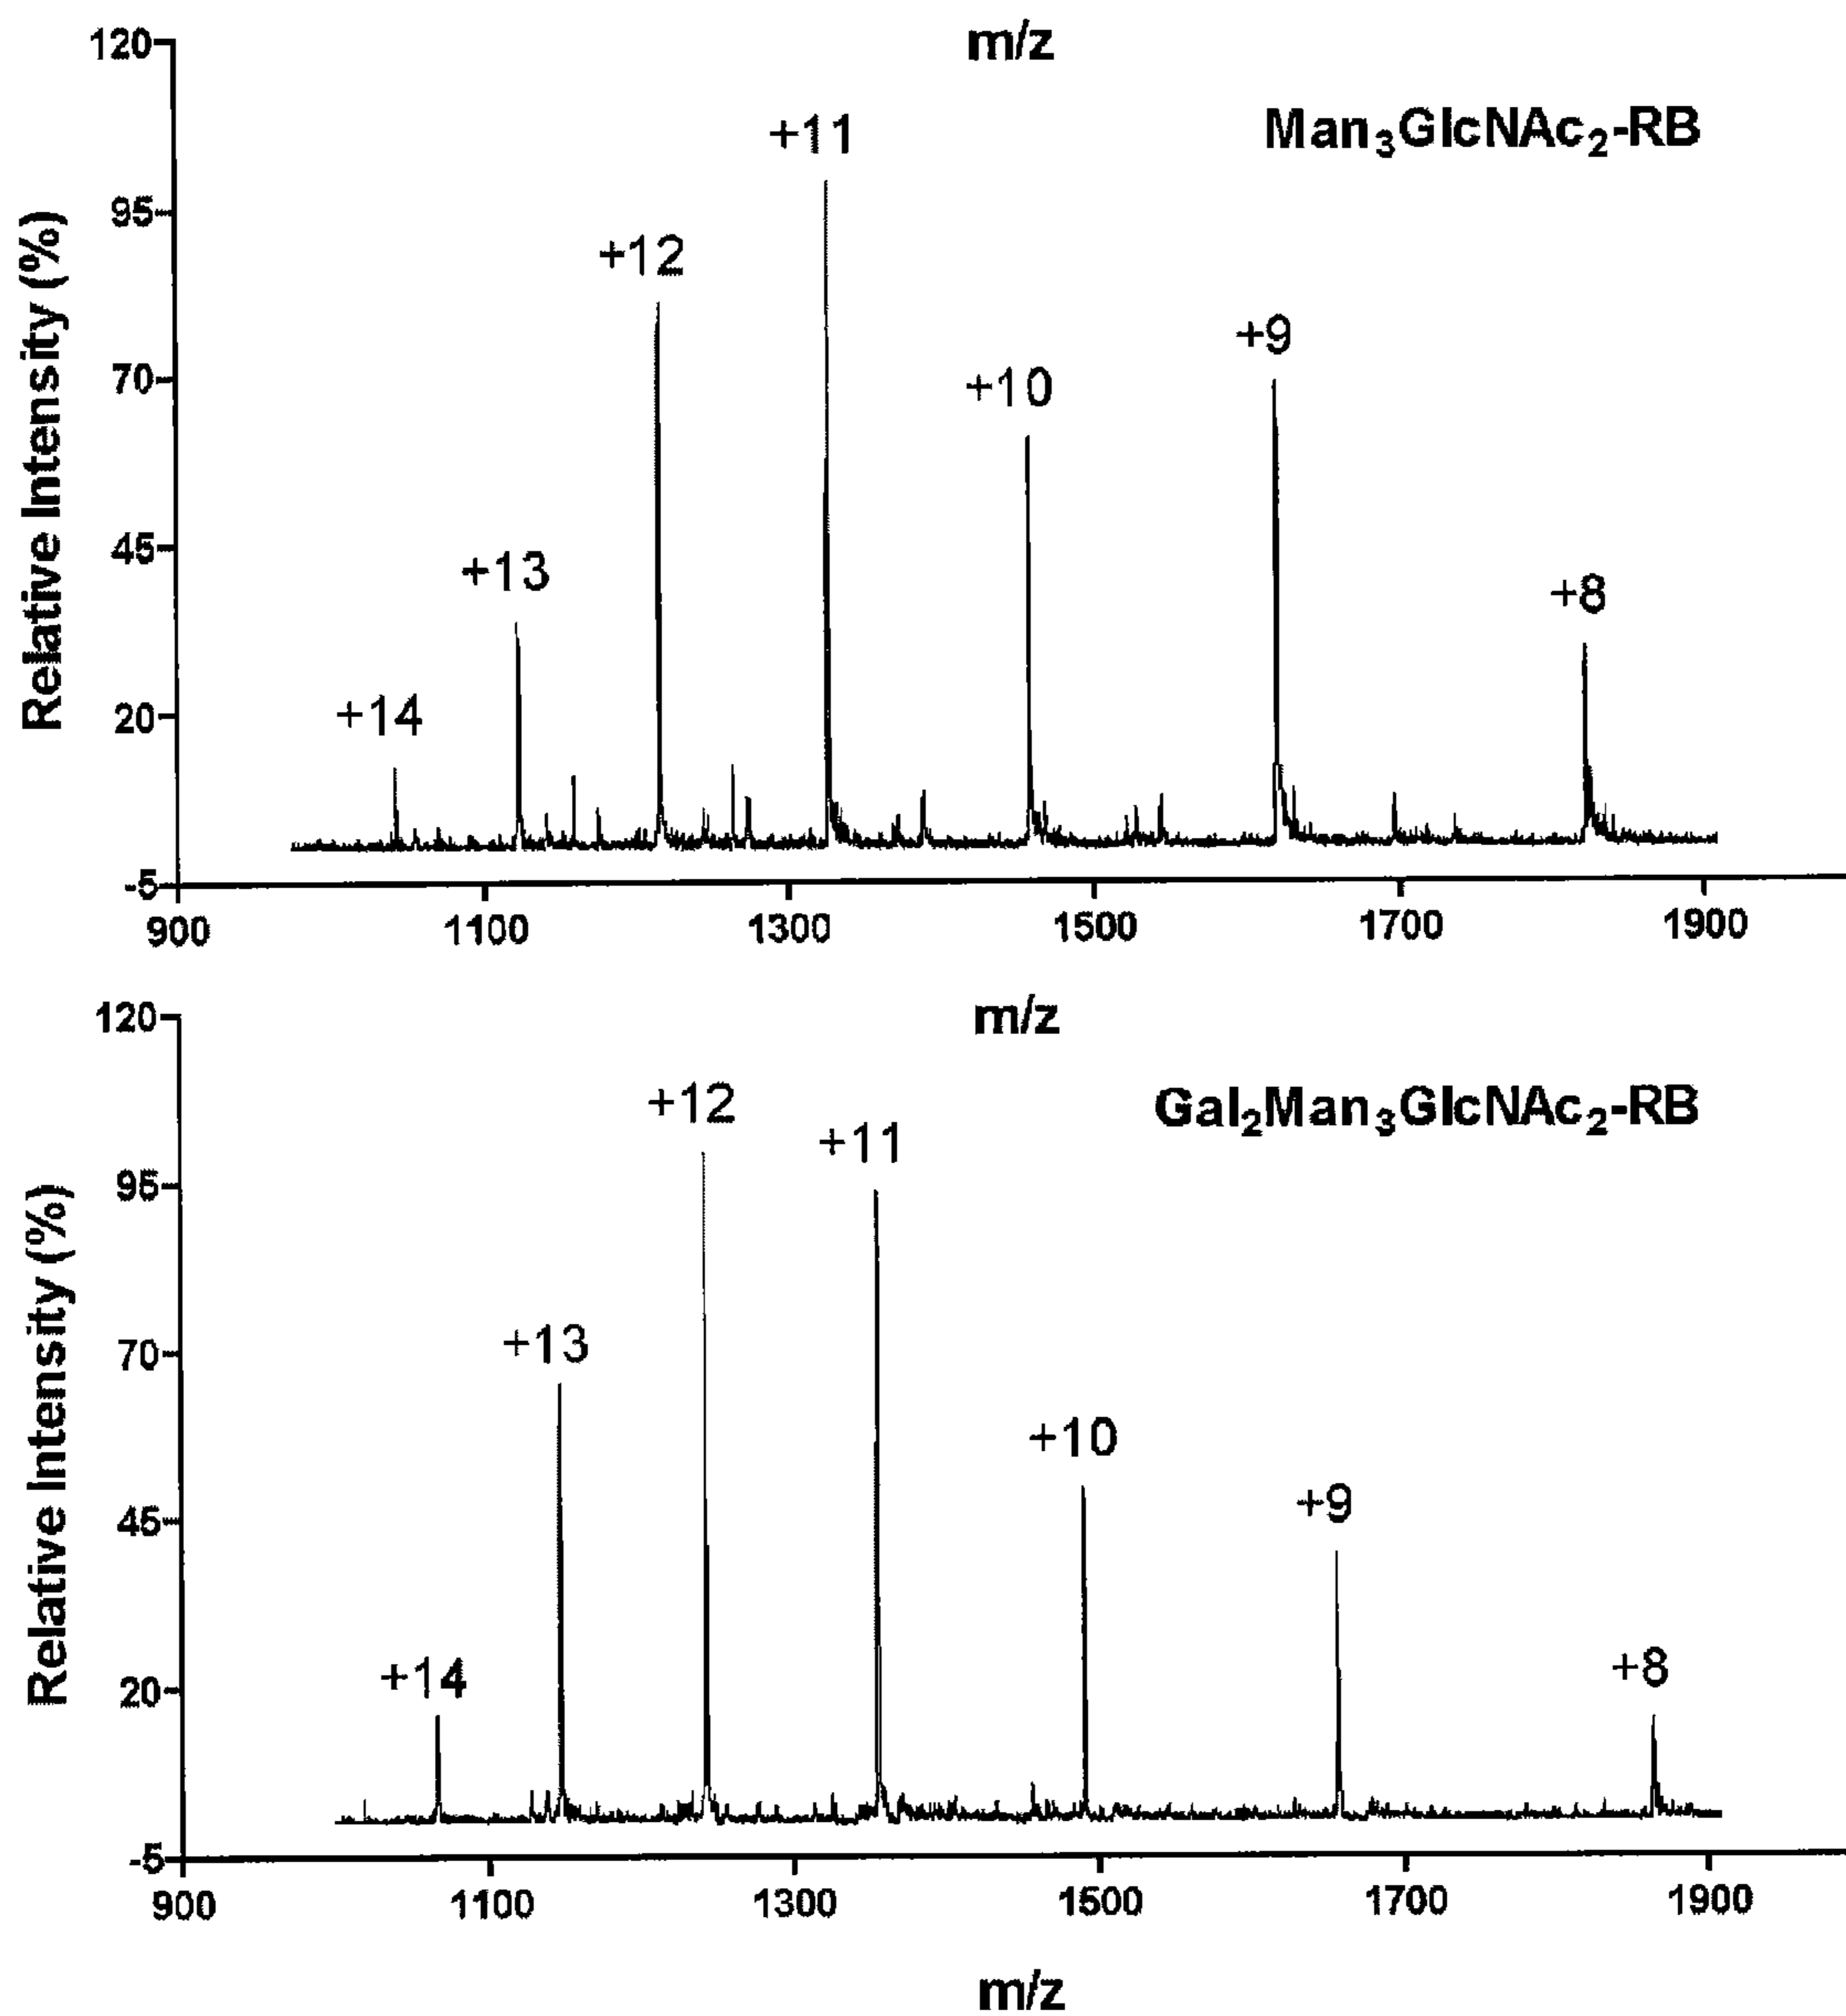 m/z
120
Man₃GlcNAc₂-RB
+11
95
+12
+9
70
+10
45
+13
+8
20
+14
-5
900 1100 1300 1500 1700 1900
Relative Intensity (%)
m/z
120
Gal₂Man₃GlcNAc₂-RB
+12
+11
95
70
+13
+10
45
+9
20
+14
+8
-5
900 1100 1300 1500 1700 1900
Relative Intensity (%)
m/z